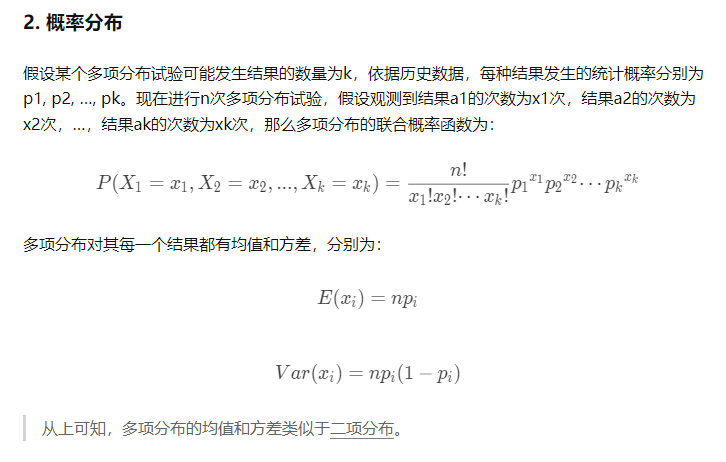 2. 概率分布
假设某个多项分布试验可能发生结果的数量为k，依据历史数据，每种结果发生的统计概率分别为
p1, p2, ..., pk。现在进行n次多项分布试验，假设观测到结果a1的次数为x1次，结果a2的次数为
x2次，...，结果ak的次数为xk次，那么多项分布的联合概率函数为：
$P(X_1 = x_1, X_2 = x_2, ..., X_k = x_k) = \frac{n!}{x_1!x_2!\cdots x_k!}{p_1}^{x_1}{p_2}^{x_2}\cdots{p_k}^{x_k}$
多项分布对其每一个结果都有均值和方差，分别为：
$E(x_i) = np_i$
$Var(x_i) = np_i(1 - p_i)$
从上可知，多项分布的均值和方差类似于二项分布。